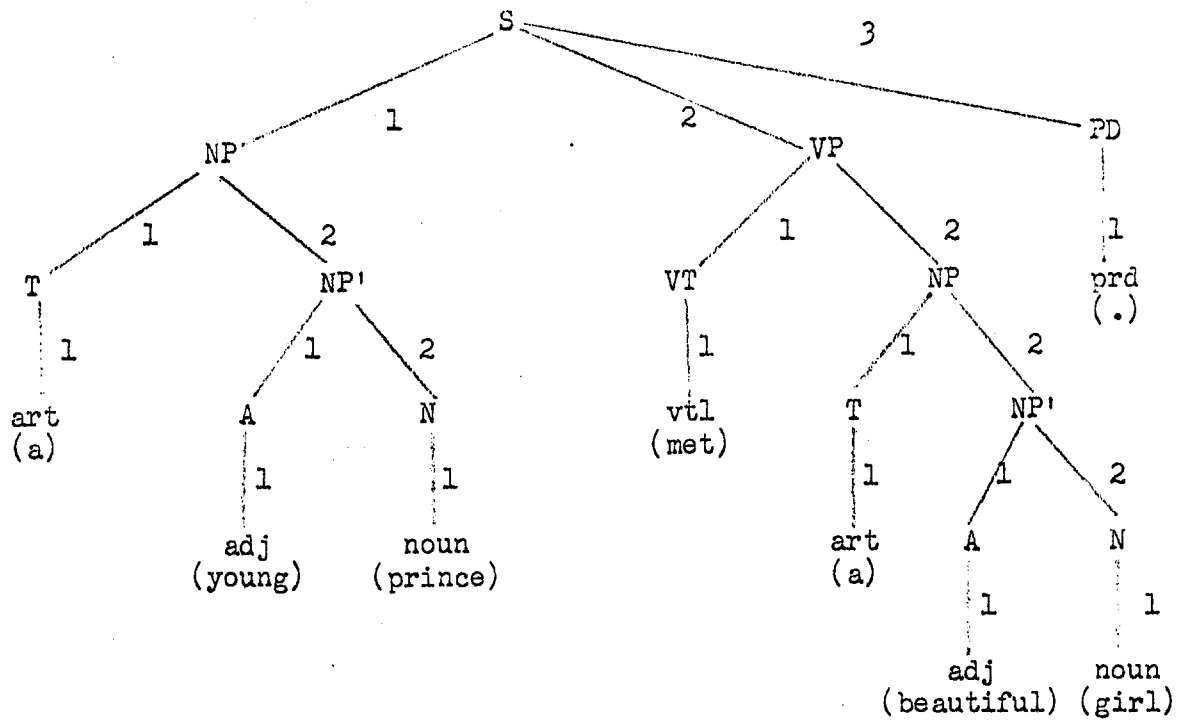 S
3
1
2
PD
NP
VP
1
2
1
2
1
T
NP'
VT
NP
prd
(.)
1
1
2
1
1
2
art
(a)
A
N
vtl
(met)
T
NP'
1
1
1
1
2
adj
(young)
noun
(prince)
art
(a)
A
N
1
1
adj
(beautiful)
noun
(girl)